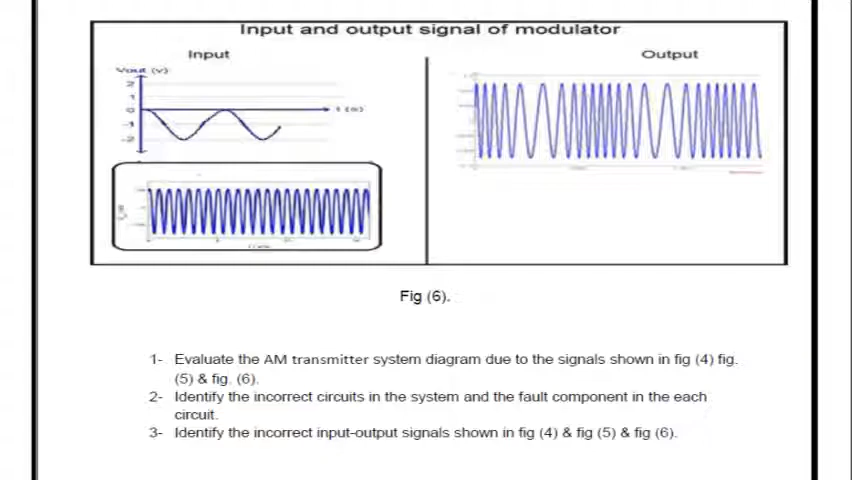 Input and output signal of modulator
Input
Output
Vout (v)
2
1
0
t (s)
-1
-2
Fig (6).
1- Evaluate the AM transmitter system diagram due to the signals shown in fig (4) fig.
(5) & fig. (6).
2- Identify the incorrect circuits in the system and the fault component in the each
circuit.
3- Identify the incorrect input-output signals shown in fig (4) & fig (5) & fig (6).